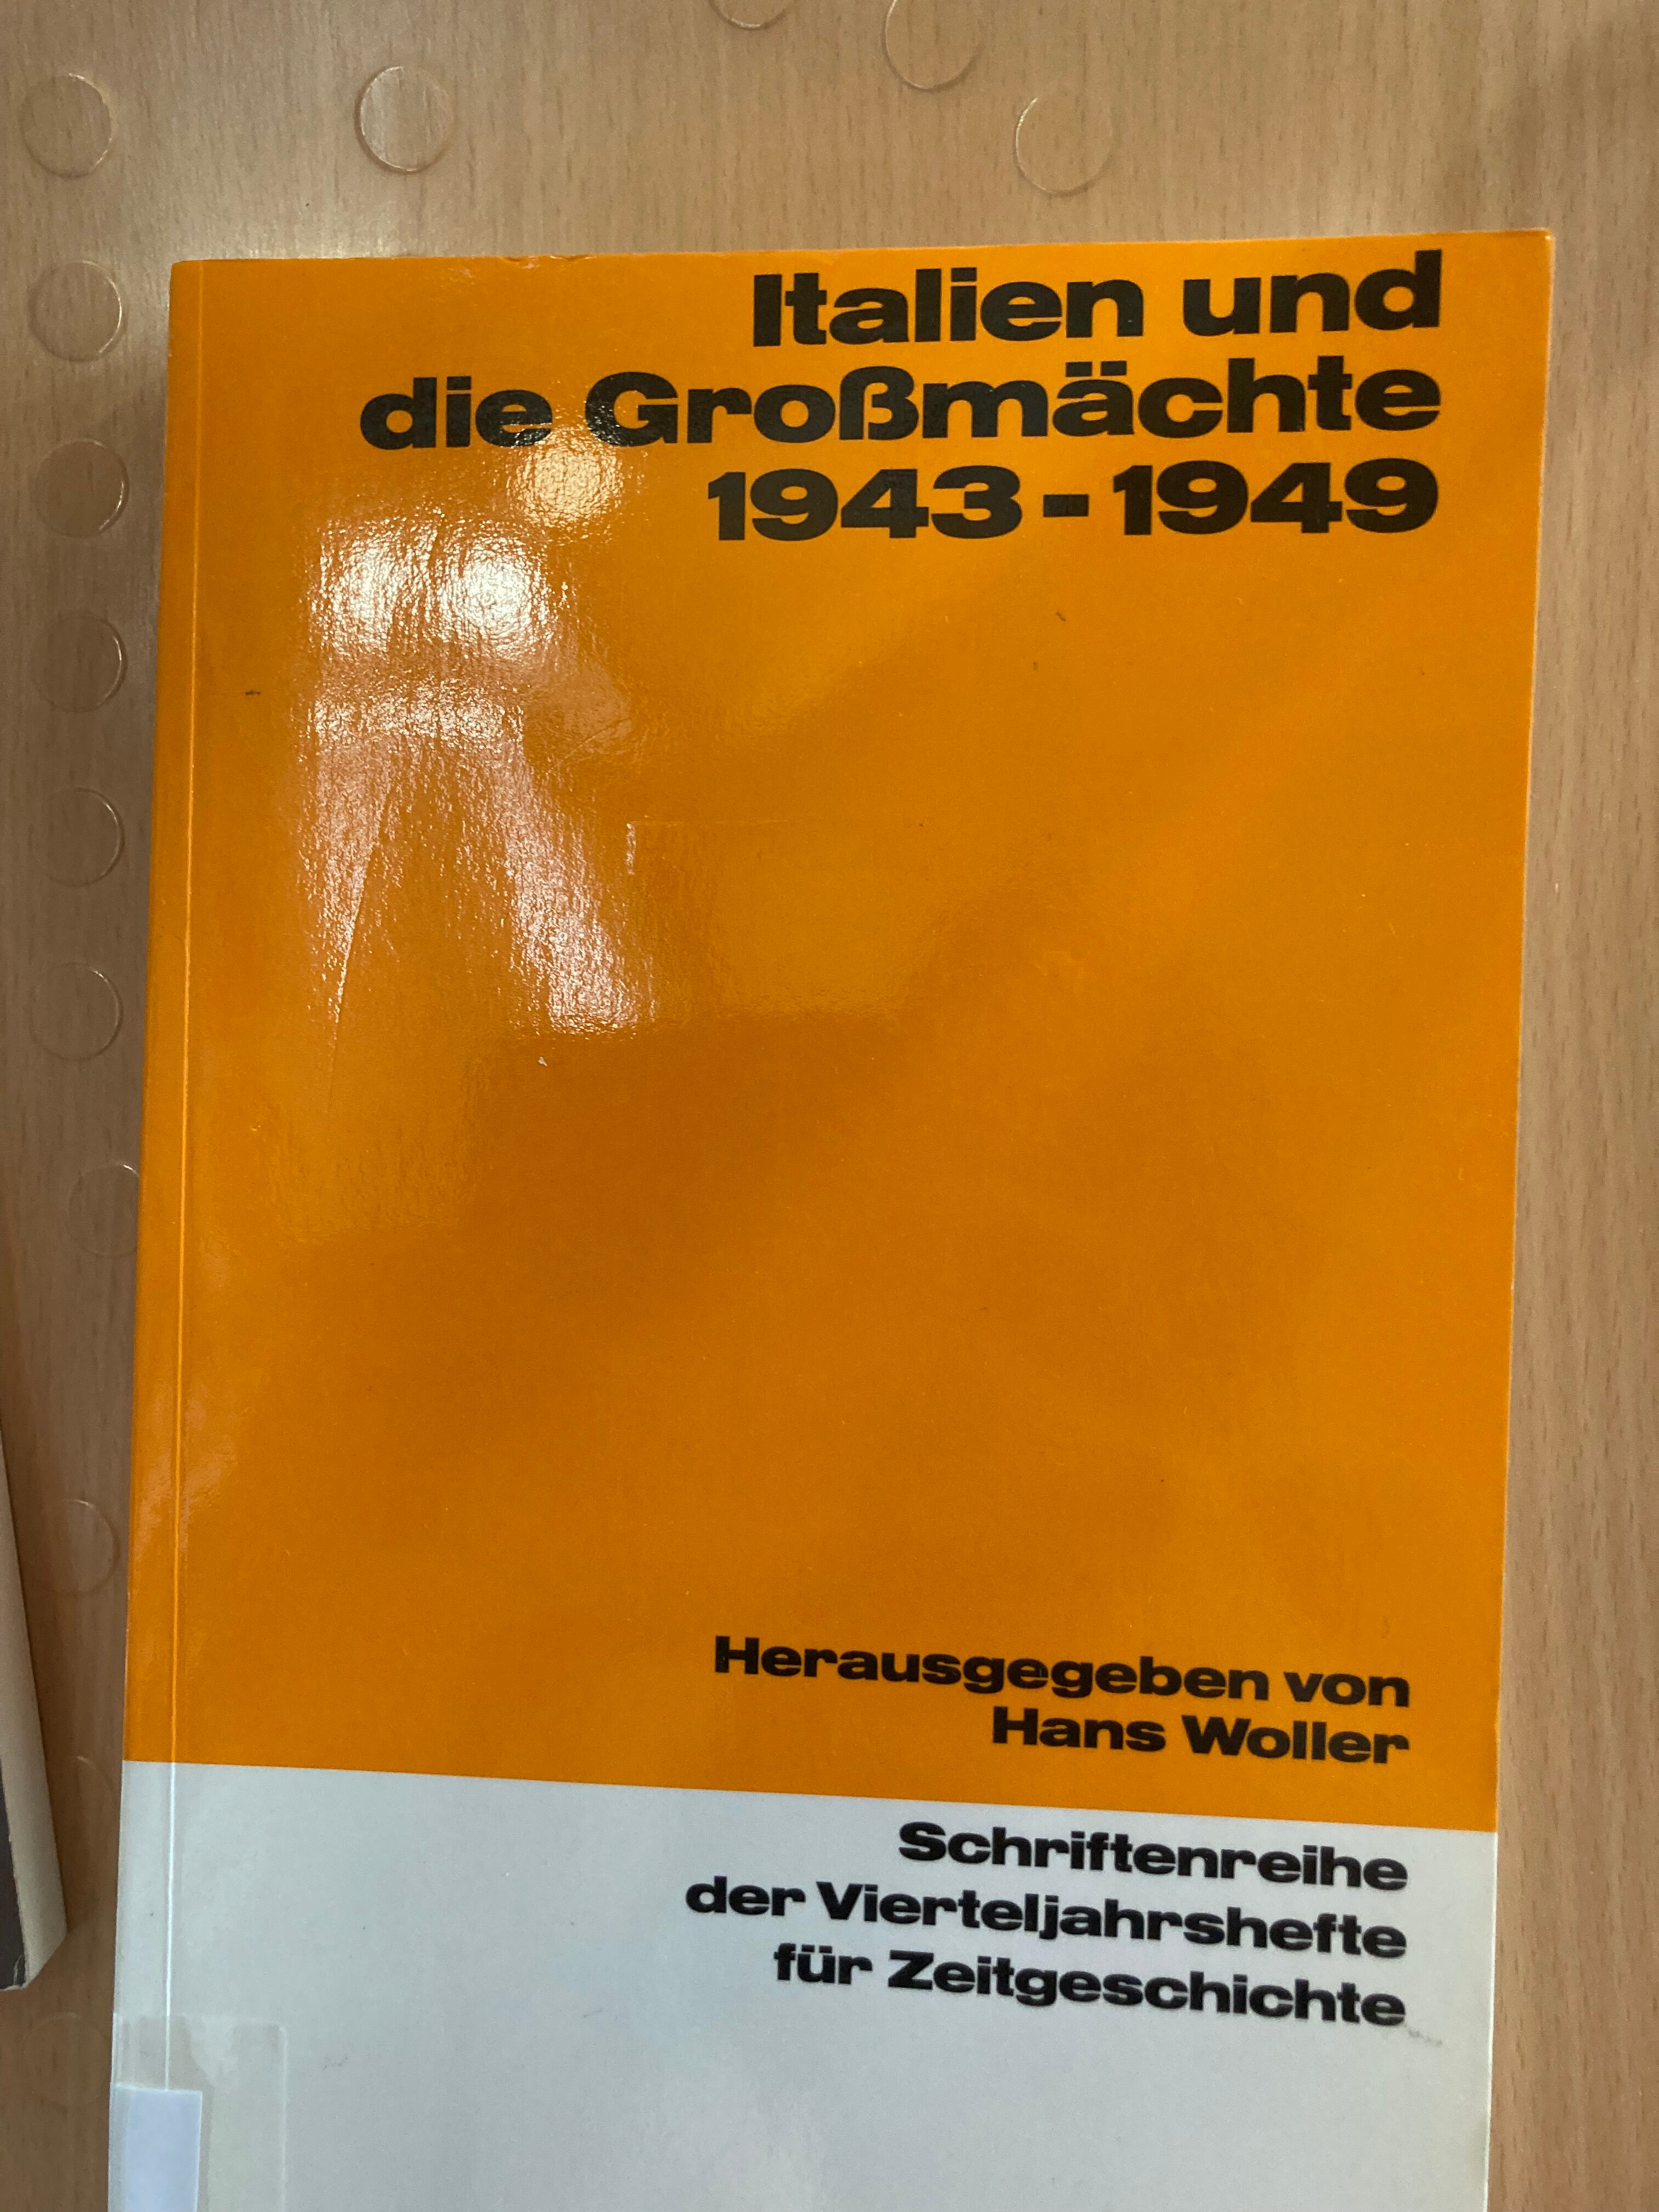 Italien und
die Großmächte
1943-1949
Herausgegeben von
Hans Woller
Schriftenreihe
der Vierteljahrshefte
für Zeitgeschichte